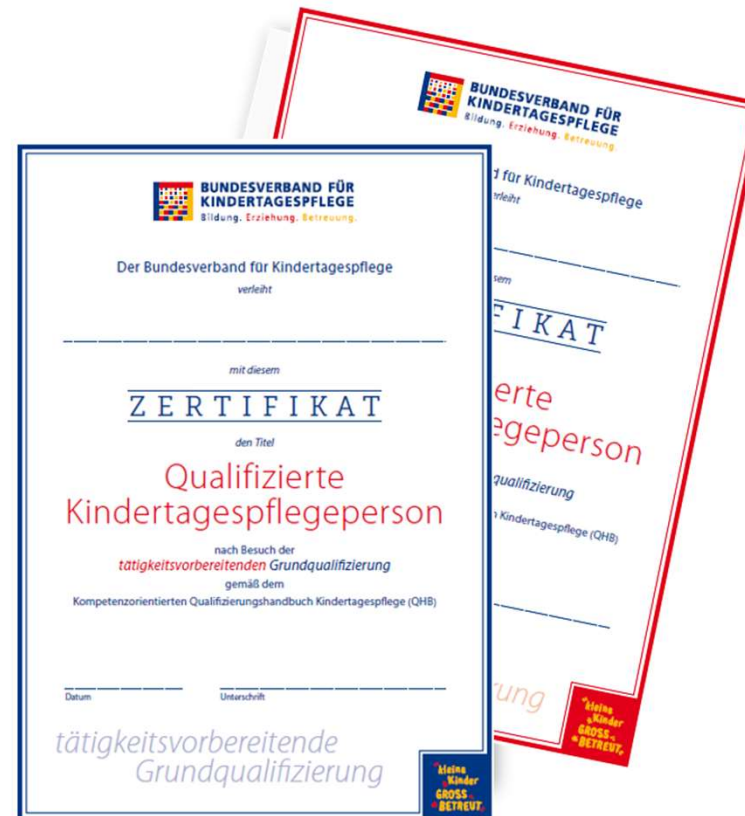 BUNDESVERBAND FÜR
KINDERTAGESPFLEGE
Bildung. Erziehung. Betreuung.
Der Bundesverband für Kindertagespflege
verleiht
mit diesem
ZERTIFIKAT
den Titel
Qualifizierte
Kindertagespflegeperson
nach Besuch der
tätigkeitsvorbereitenden Grundqualifizierung
gemäß dem
Kompetenzorientierten Qualifizierungshandbuch Kindertagespflege (QHB)
Datum Unterschrift
tätigkeitsvorbereitende
Grundqualifizierung
kleine
Kinder
GROSS
BETREUT
BUNDESVERBAND FÜR
KINDERTAGESPFLEGE
Bildung. Erziehung. Betreuung.
für Kindertagespflege
verleiht
FIKAT
erte
egeperson
qualifizierung
Kindertagespflege (QHB)
ung
kleine
Kinder
GROSS
BETREUT